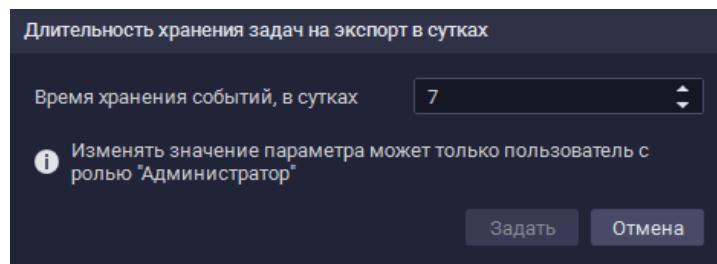 Длительность хранения задач на экспорт в сутках
Время хранения событий, в сутках
7
Изменять значение параметра может только пользователь с
ролью "Администратор"
Задать
Отмена